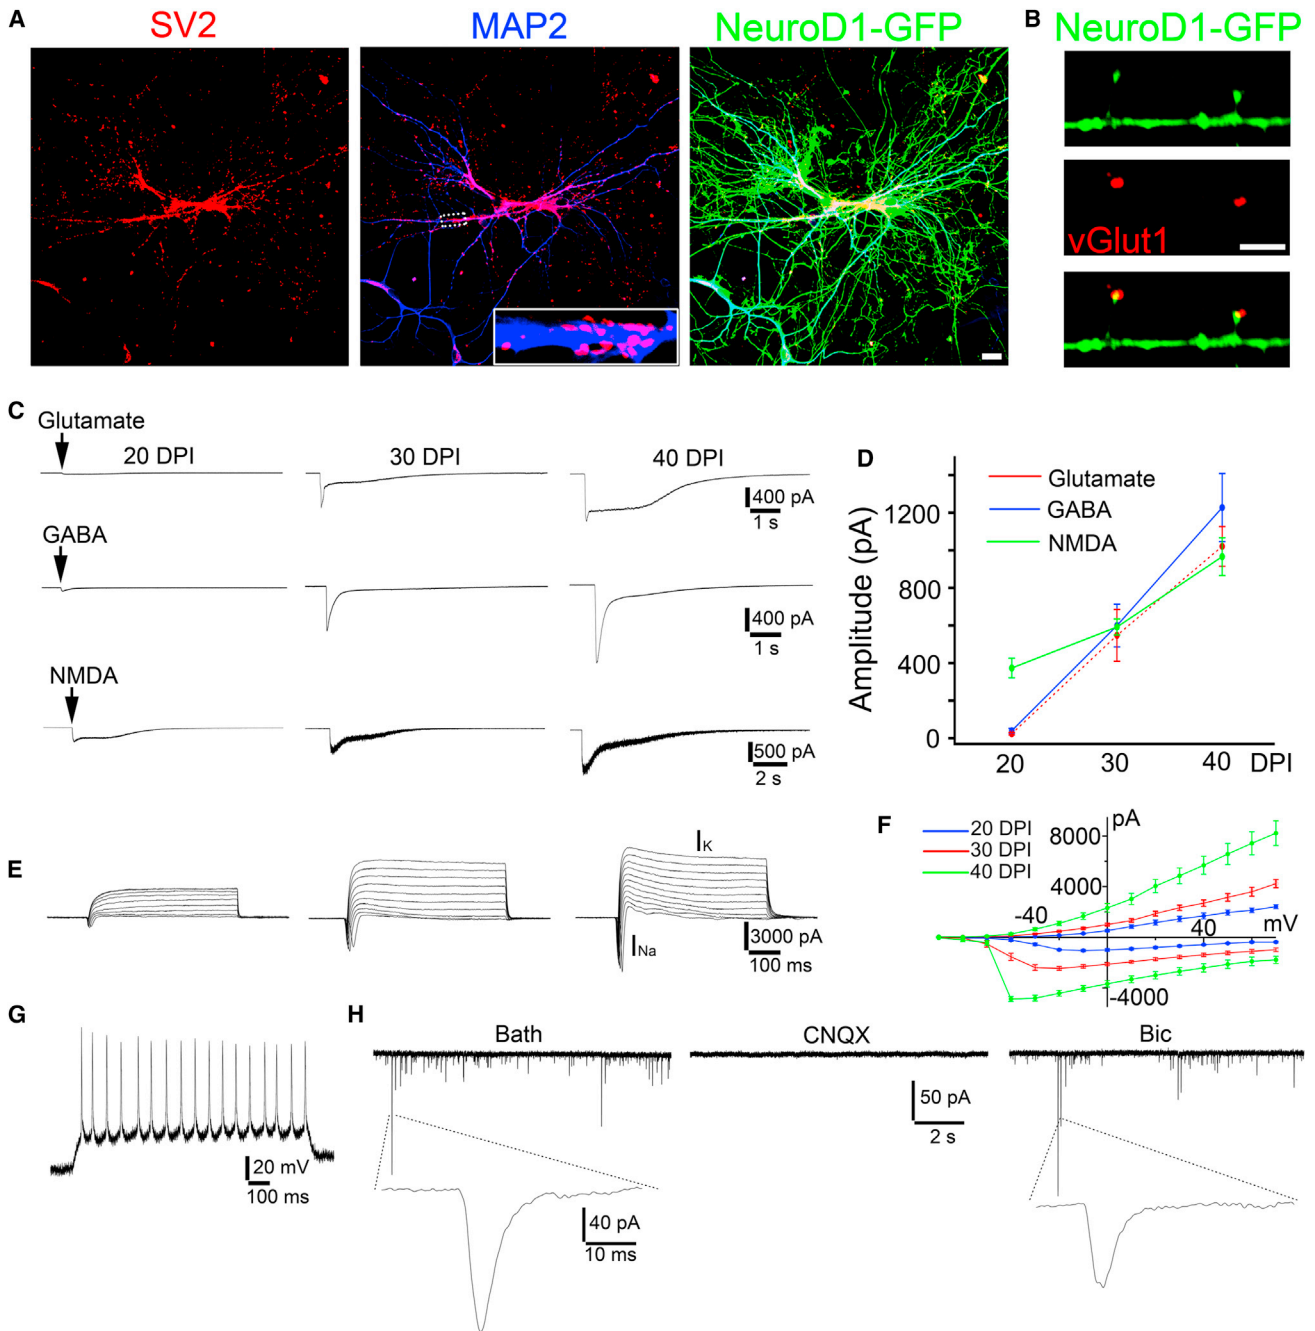 A
SV2
MAP2
NeuroD1-GFP
B
NeuroD1-GFP
vGlut1
C
Glutamate
20 DPI
30 DPI
40 DPI
400 pA
1 s
GABA
400 pA
1 s
NMDA
500 pA
2 s
D
Glutamate
GABA
NMDA
Amplitude (pA)
1200
800
400
0
20
30
40
DPI
E
IK
INa
3000 pA
100 ms
F
20 DPI
30 DPI
40 DPI
pA
8000
4000
-40
40
mV
-4000
G
20 mV
100 ms
H
Bath
CNQX
Bic
50 pA
2 s
40 pA
10 ms